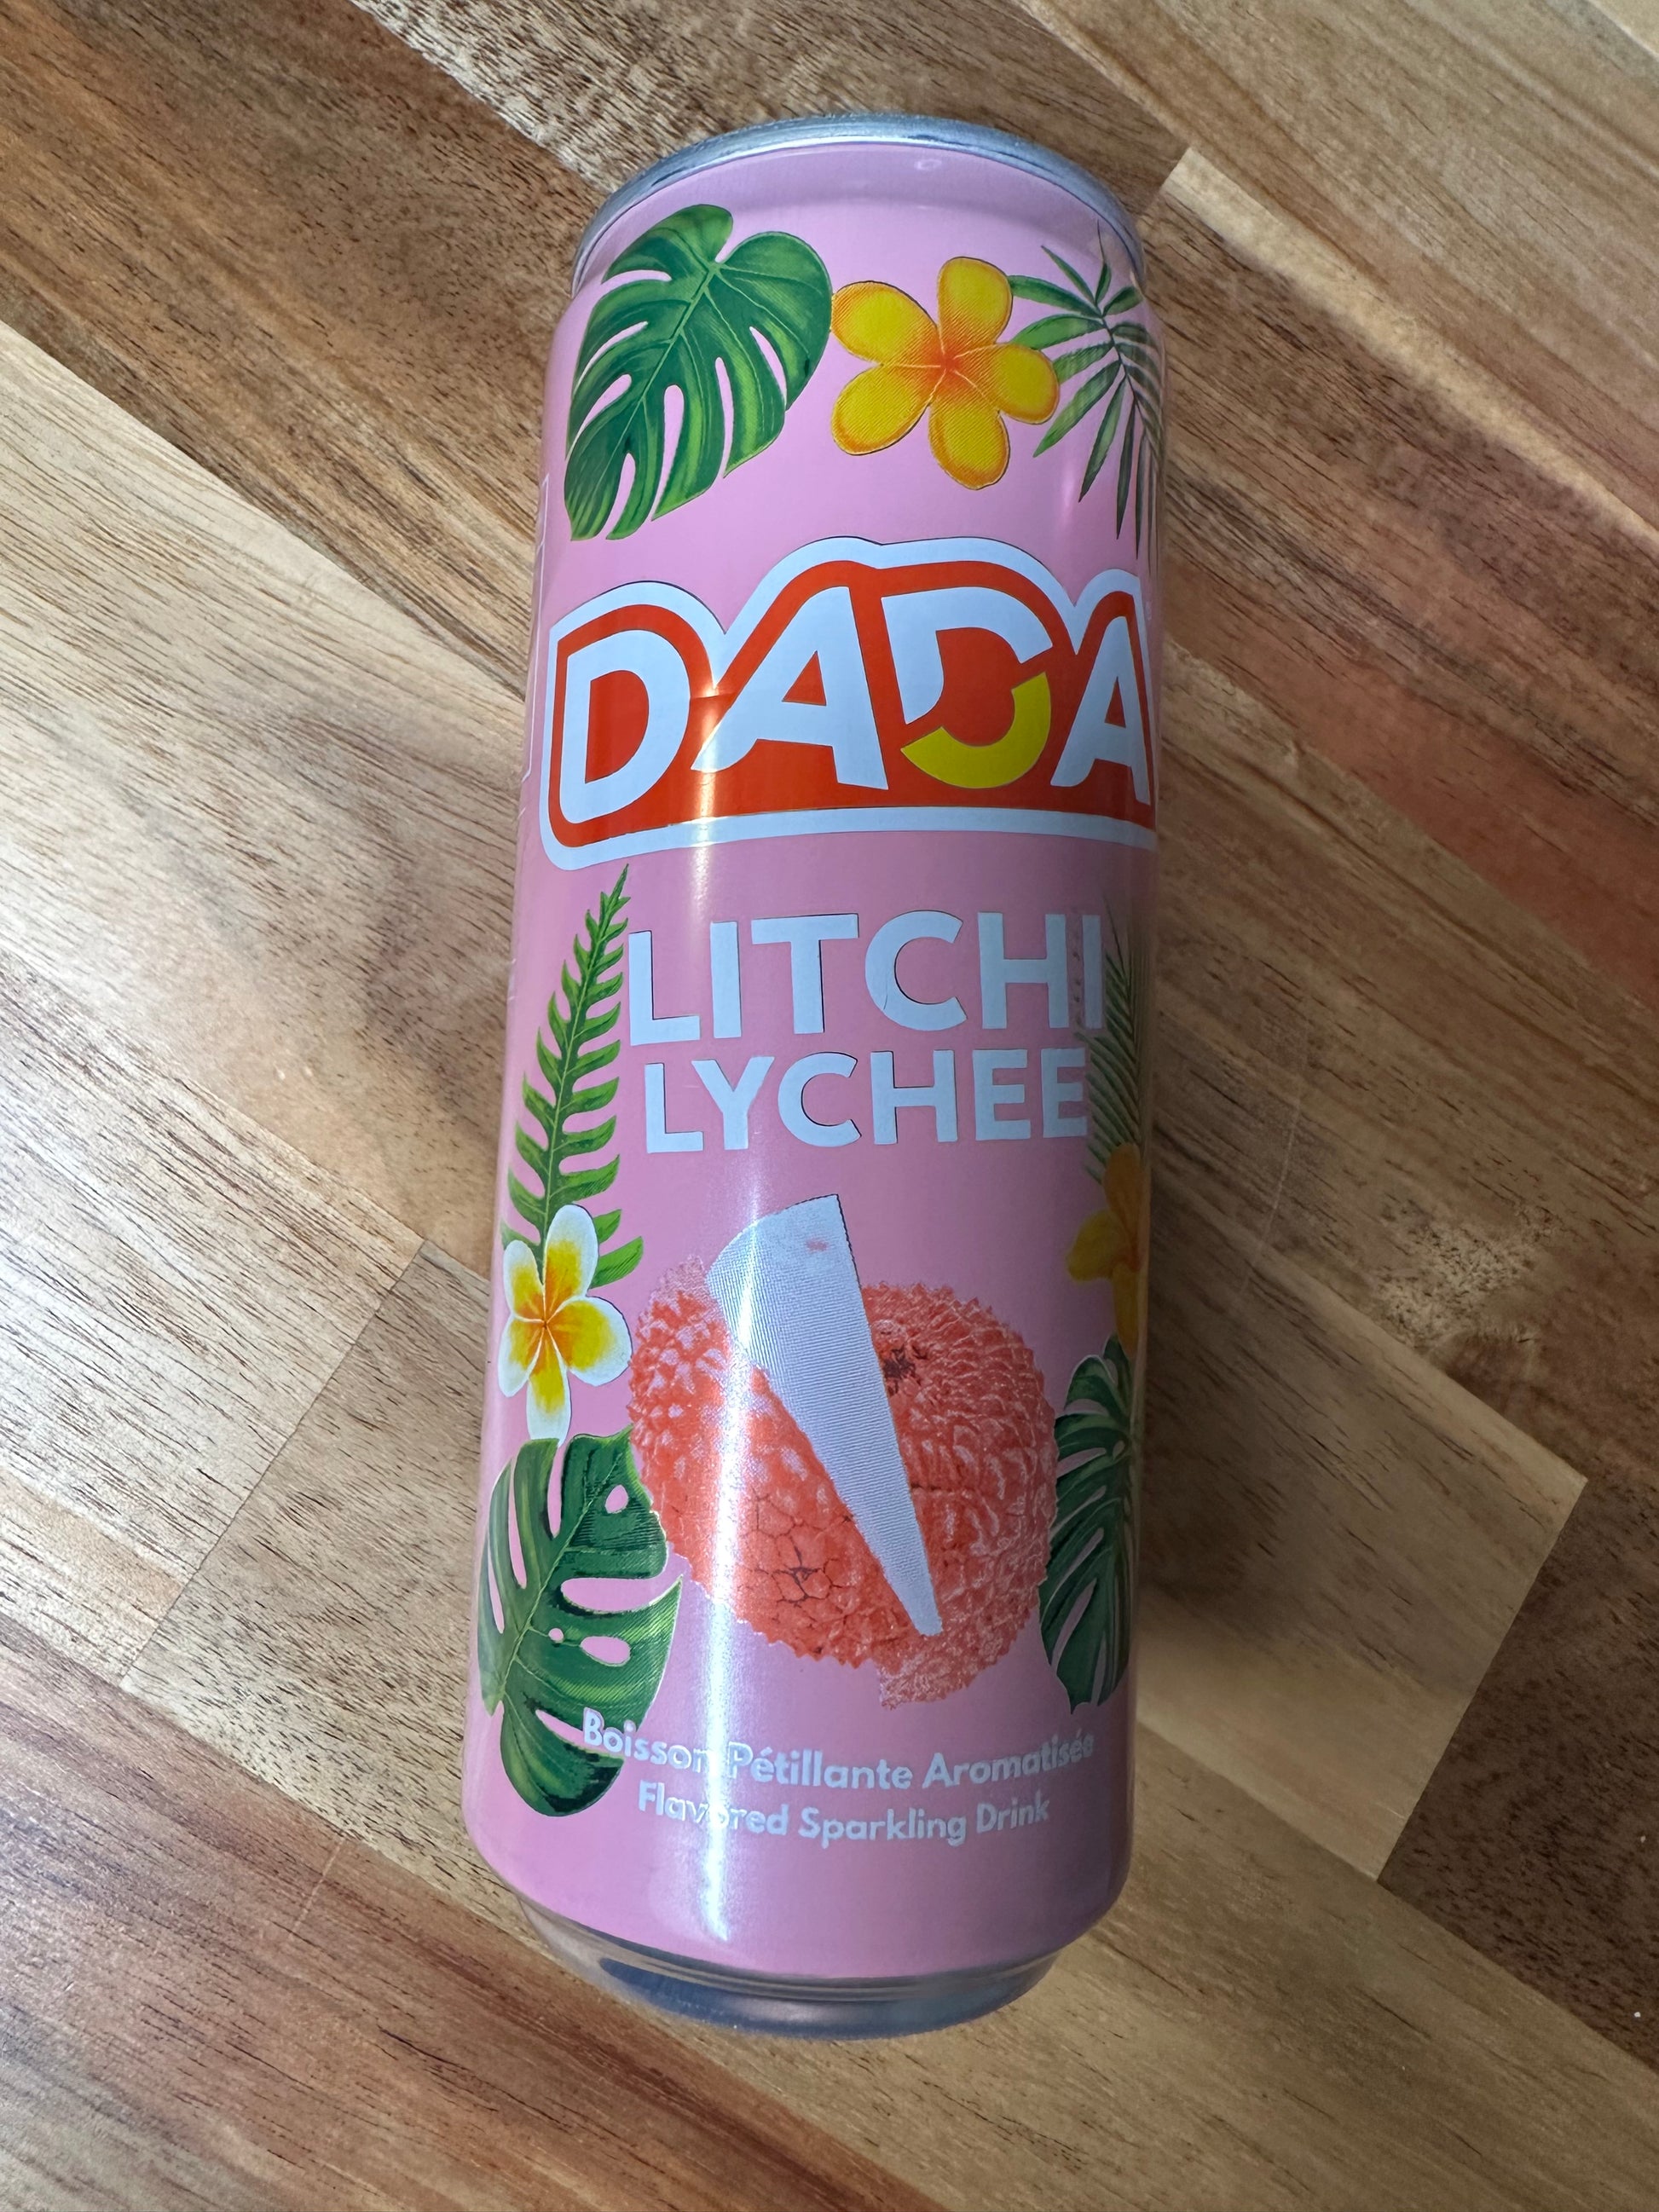 DADA
LITCHI
LYCHEE
Boisson Pétillante Aromatisée
Flavored Sparkling Drink